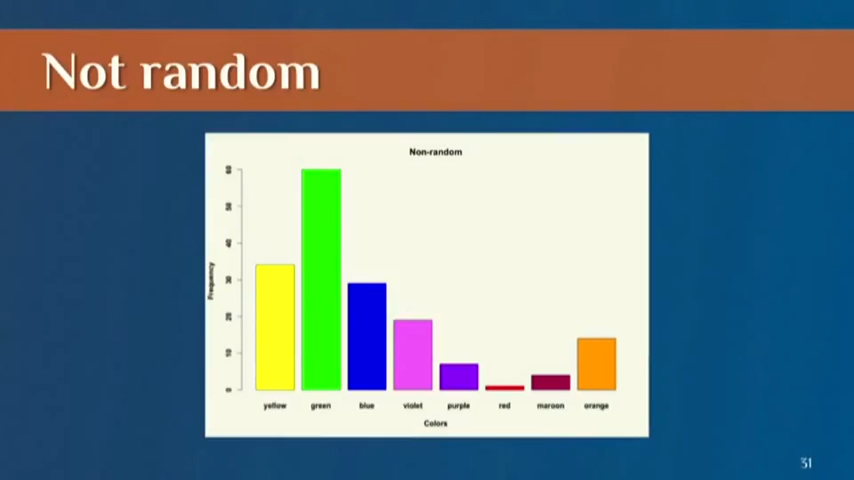 Not random
Non-random
60
50
40
30
20
10
0
Frequency
yellow green blue violet purple red maroon orange
Colors
31